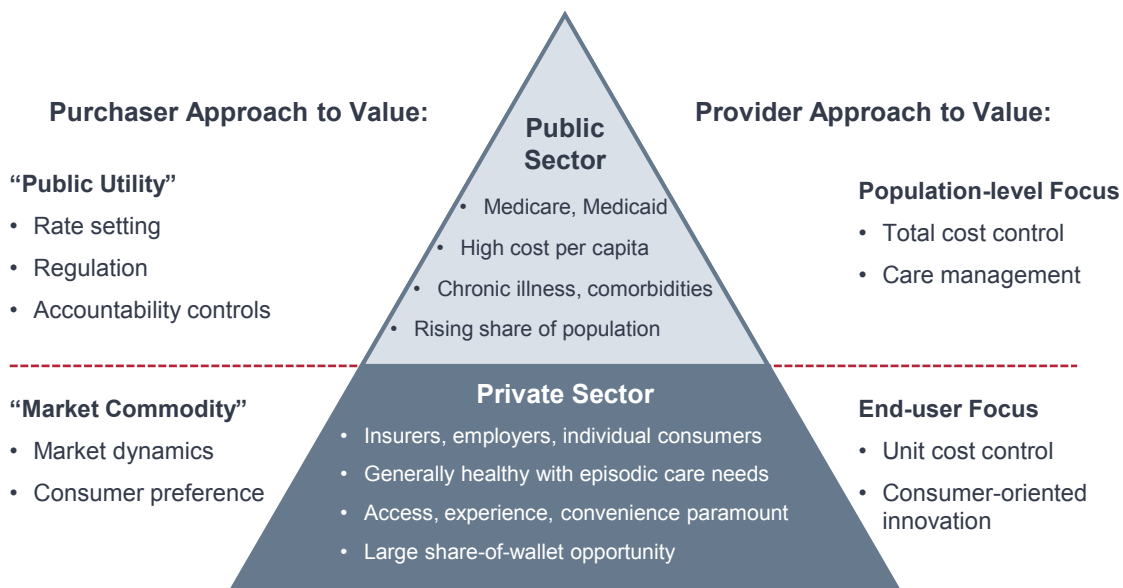 Purchaser Approach to Value:
“Public Utility”
• Rate setting
• Regulation
• Accountability controls
“Market Commodity”
• Market dynamics
• Consumer preference
Public
Sector
• Medicare, Medicaid
• High cost per capita
• Chronic illness, comorbidities
• Rising share of population
Private Sector
• Insurers, employers, individual consumers
• Generally healthy with episodic care needs
• Access, experience, convenience paramount
• Large share-of-wallet opportunity
Provider Approach to Value:
Population-level Focus
• Total cost control
• Care management
End-user Focus
• Unit cost control
• Consumer-oriented
innovation